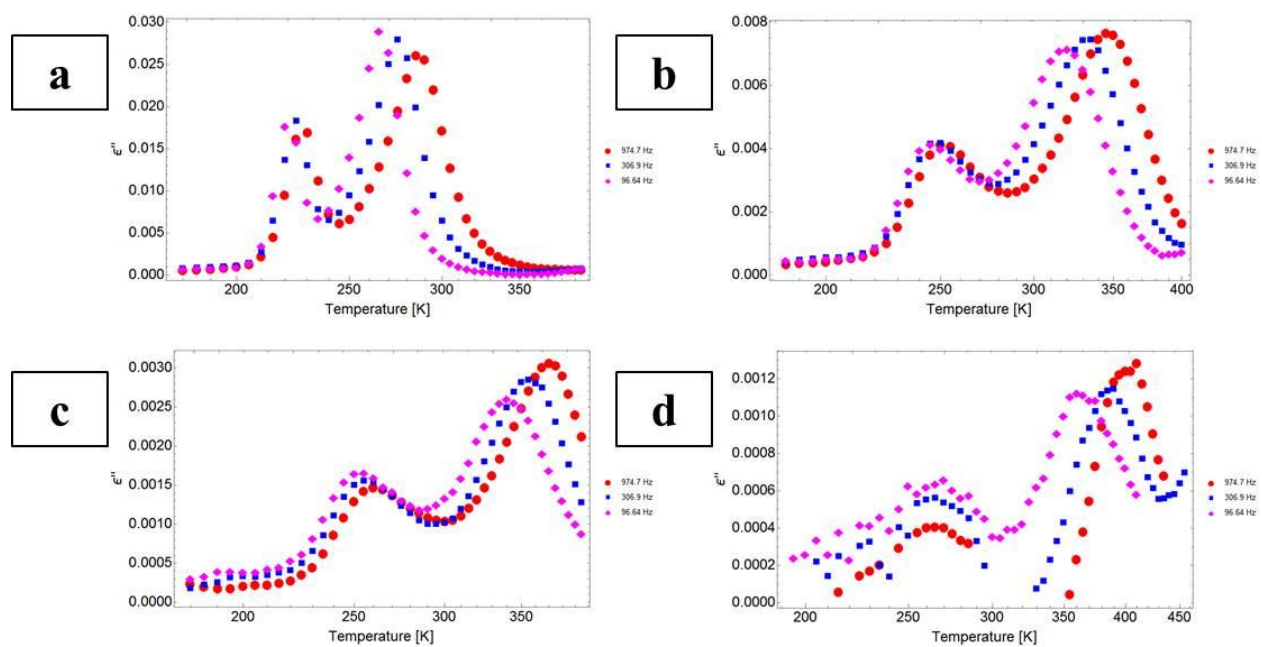 a
0.030
0.025
0.020
0.015
0.010
0.005
0.000
ε"
200 250 300 350
Temperature [K]
974.7 Hz
306.9 Hz
96.64 Hz
b
0.008
0.006
0.004
0.002
0.000
ε"
200 250 300 350 400
Temperature [K]
974.7 Hz
306.9 Hz
96.64 Hz
c
0.0030
0.0025
0.0020
0.0015
0.0010
0.0005
0.0000
ε"
200 250 300 350
Temperature [K]
974.7 Hz
306.9 Hz
96.64 Hz
d
0.0012
0.0010
0.0008
0.0006
0.0004
0.0002
0.0000
ε"
200 250 300 350 400 450
Temperature [K]
974.7 Hz
306.9 Hz
96.64 Hz